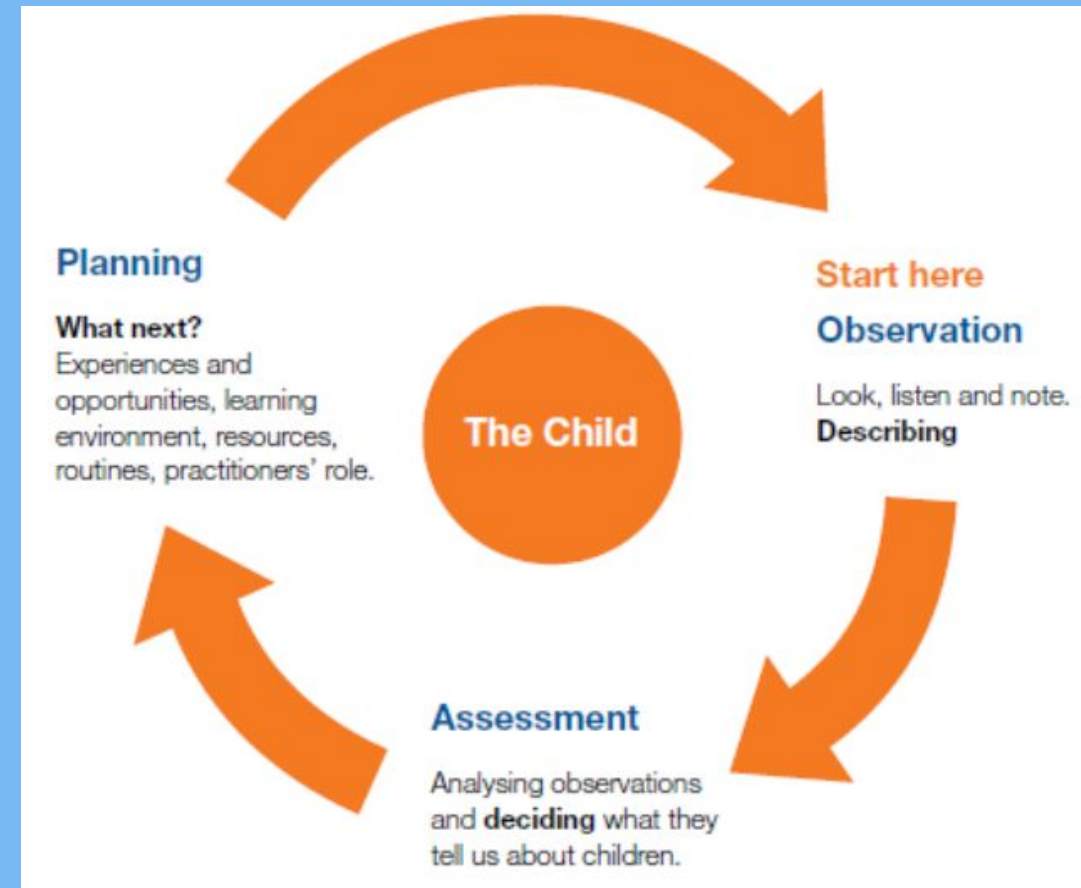 Planning
What next?
Experiences and
opportunities, learning
environment, resources,
routines, practitioners’ role.
The Child
Start here
Observation
Look, listen and note.
Describing
Assessment
Analysing observations
and deciding what they
tell us about children.